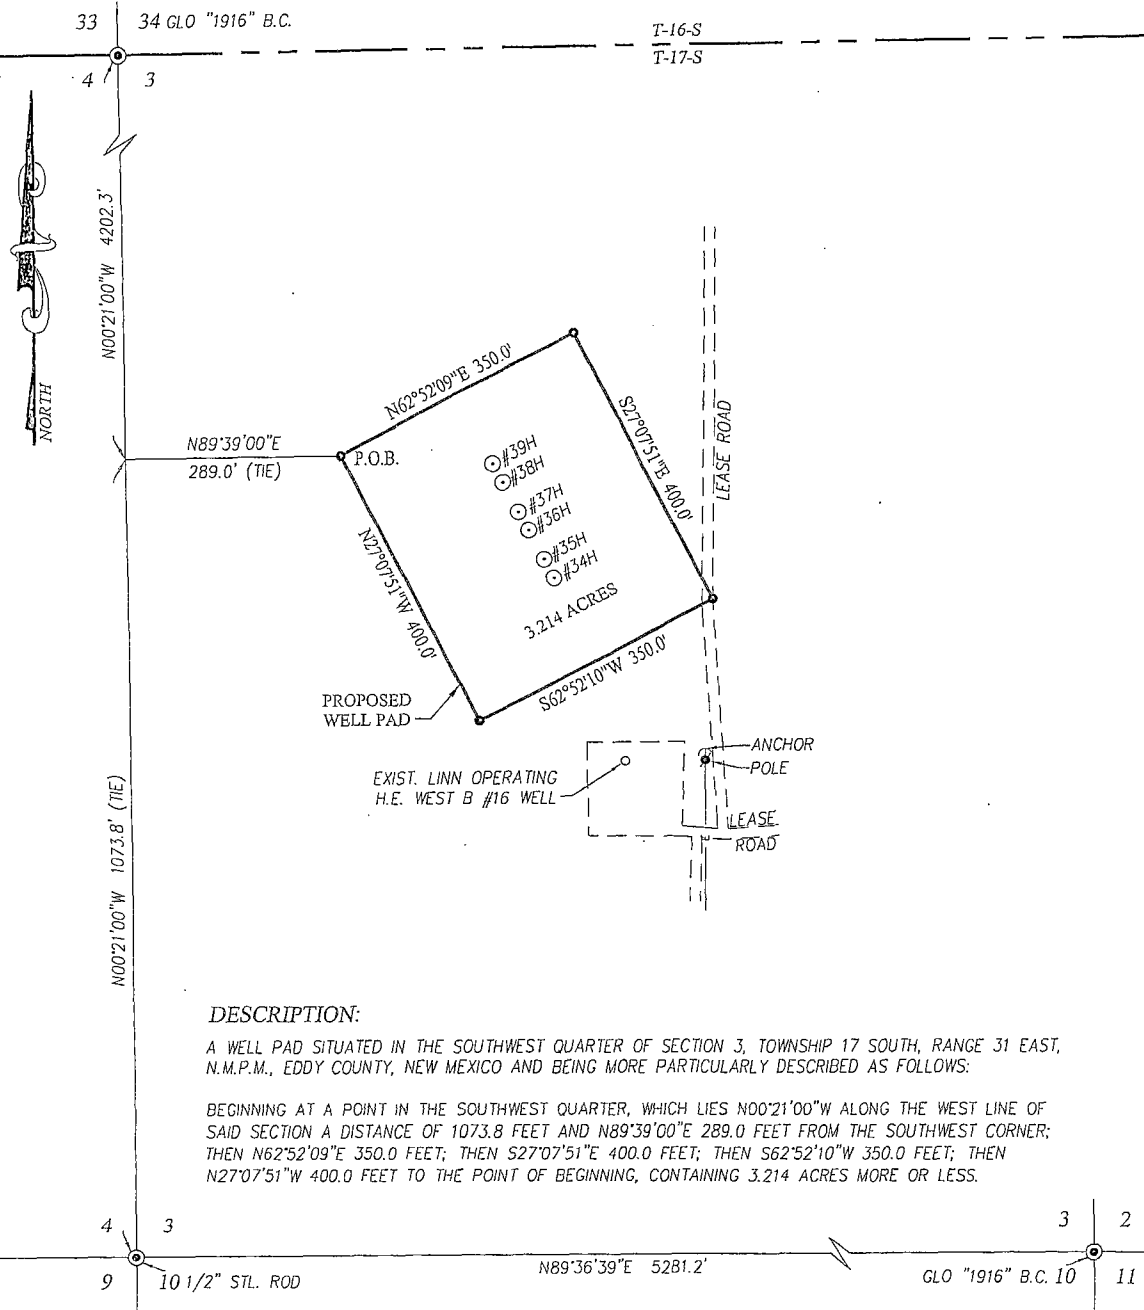 33
34 GLO "1916" B.C.
T-16-S
T-17-S
4
3
NORTH
N00°21'00"W 4202.3'
N62°52'09"E 350.0'
S27°07'51"E 400.0'
LEASE ROAD
N89°39'00"E
289.0' (TIE)
P.O.B.
#39H
#38H
#37H
#36H
#35H
#34H
N27°07'51"W 400.0'
3.214 ACRES
S62°52'10"W 350.0'
PROPOSED
WELL PAD
ANCHOR
POLE
EXIST. LINN OPERATING
H.E. WEST B #16 WELL
LEASE
ROAD
N00°21'00"W 1073.8' (TIE)
DESCRIPTION:
A WELL PAD SITUATED IN THE SOUTHWEST QUARTER OF SECTION 3, TOWNSHIP 17 SOUTH, RANGE 31 EAST,
N.M.P.M., EDDY COUNTY, NEW MEXICO AND BEING MORE PARTICULARLY DESCRIBED AS FOLLOWS:
BEGINNING AT A POINT IN THE SOUTHWEST QUARTER, WHICH LIES N00°21'00"W ALONG THE WEST LINE OF
SAID SECTION A DISTANCE OF 1073.8 FEET AND N89°39'00"E 289.0 FEET FROM THE SOUTHWEST CORNER;
THEN N62°52'09"E 350.0 FEET; THEN S27°07'51"E 400.0 FEET; THEN S62°52'10"W 350.0 FEET; THEN
N27°07'51"W 400.0 FEET TO THE POINT OF BEGINNING, CONTAINING 3.214 ACRES MORE OR LESS.
4
3
3
2
9
10 1/2" STL. ROD
N89°36'39"E 5281.2'
GLO "1916" B.C. 10
11